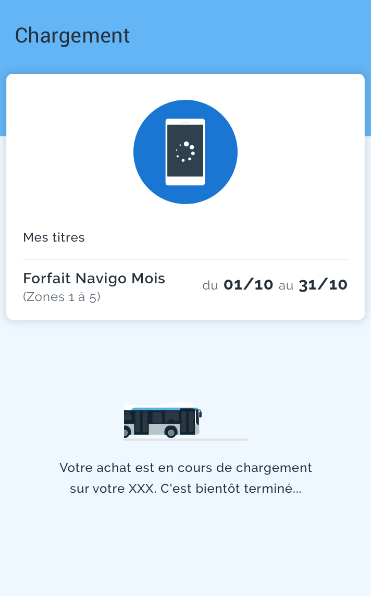 Chargement
Mes titres
Forfait Navigo Mois
(Zones 1 à 5)
du 01/10 au 31/10
Votre achat est en cours de chargement
sur votre XXX. C'est bientôt terminé...